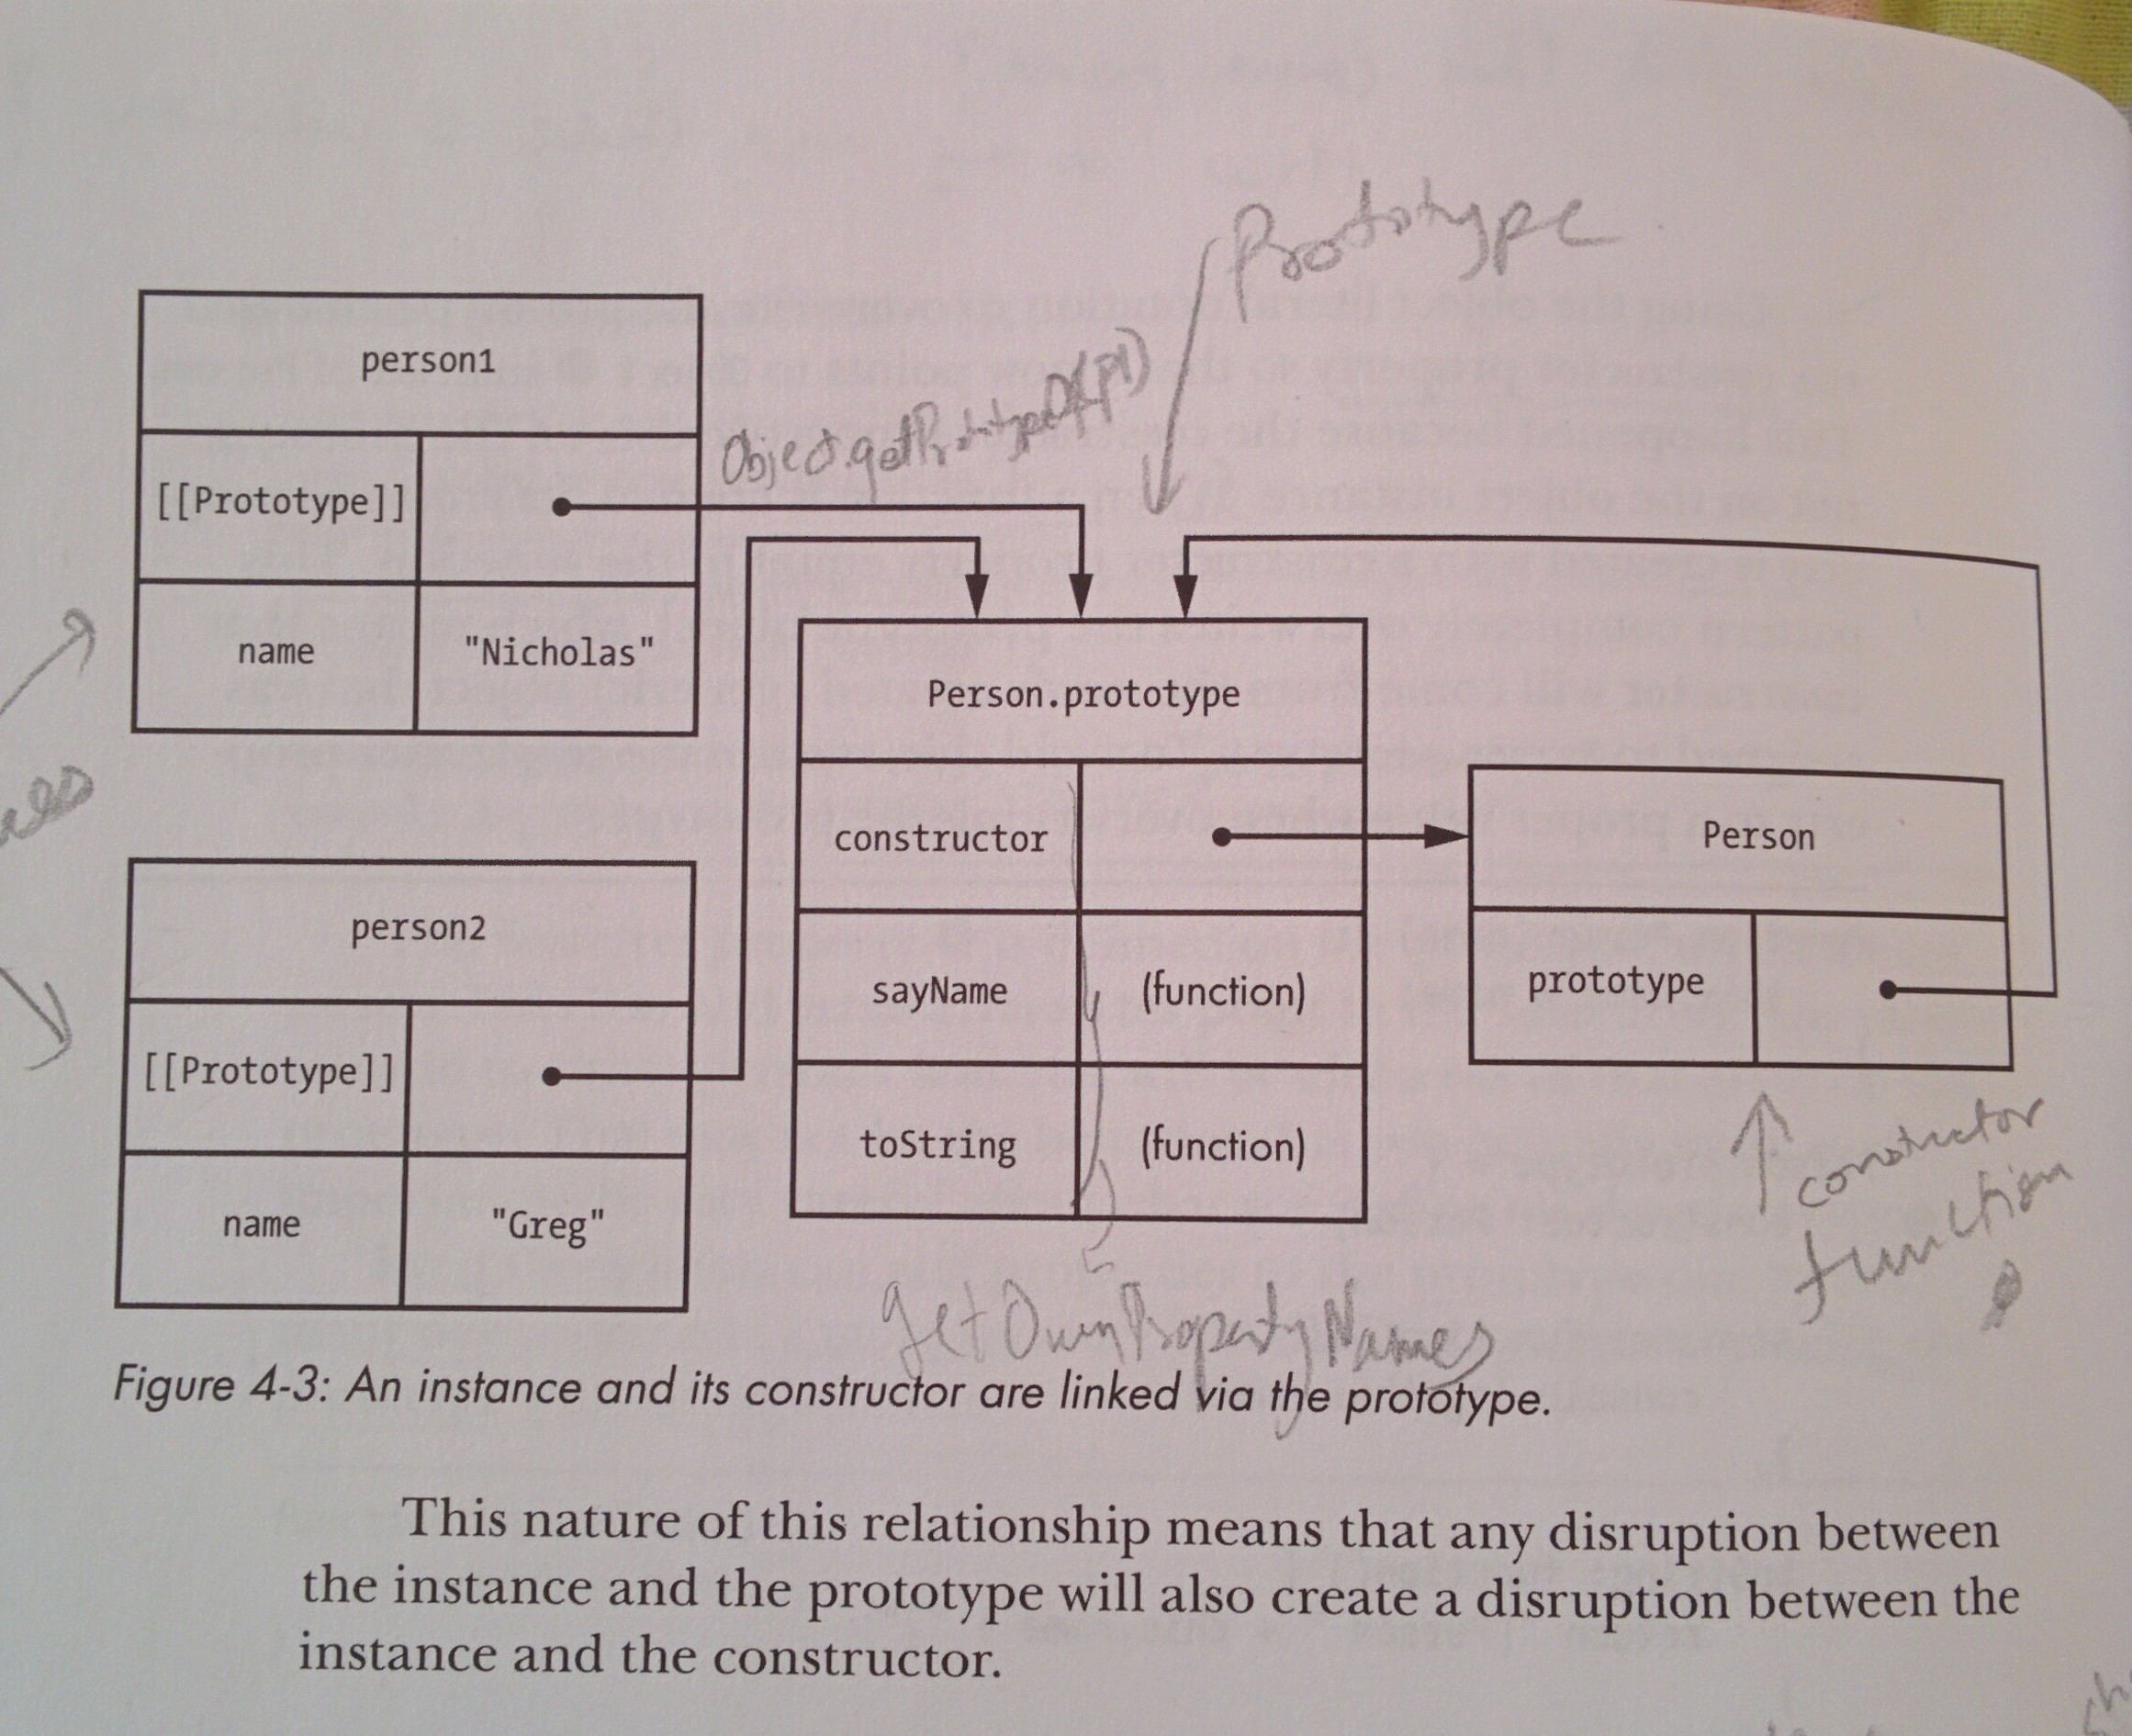 Prototype
person1
Object.getPrototypeOf(p1)
[[Prototype]]
name "Nicholas"
Person.prototype
constructor
Person
person2
sayName (function)
prototype
[[Prototype]]
toString (function)
constructor
function
name "Greg"
getOwnPropertyNames
Figure 4-3: An instance and its constructor are linked via the prototype.
This nature of this relationship means that any disruption between
the instance and the prototype will also create a disruption between the
instance and the constructor.